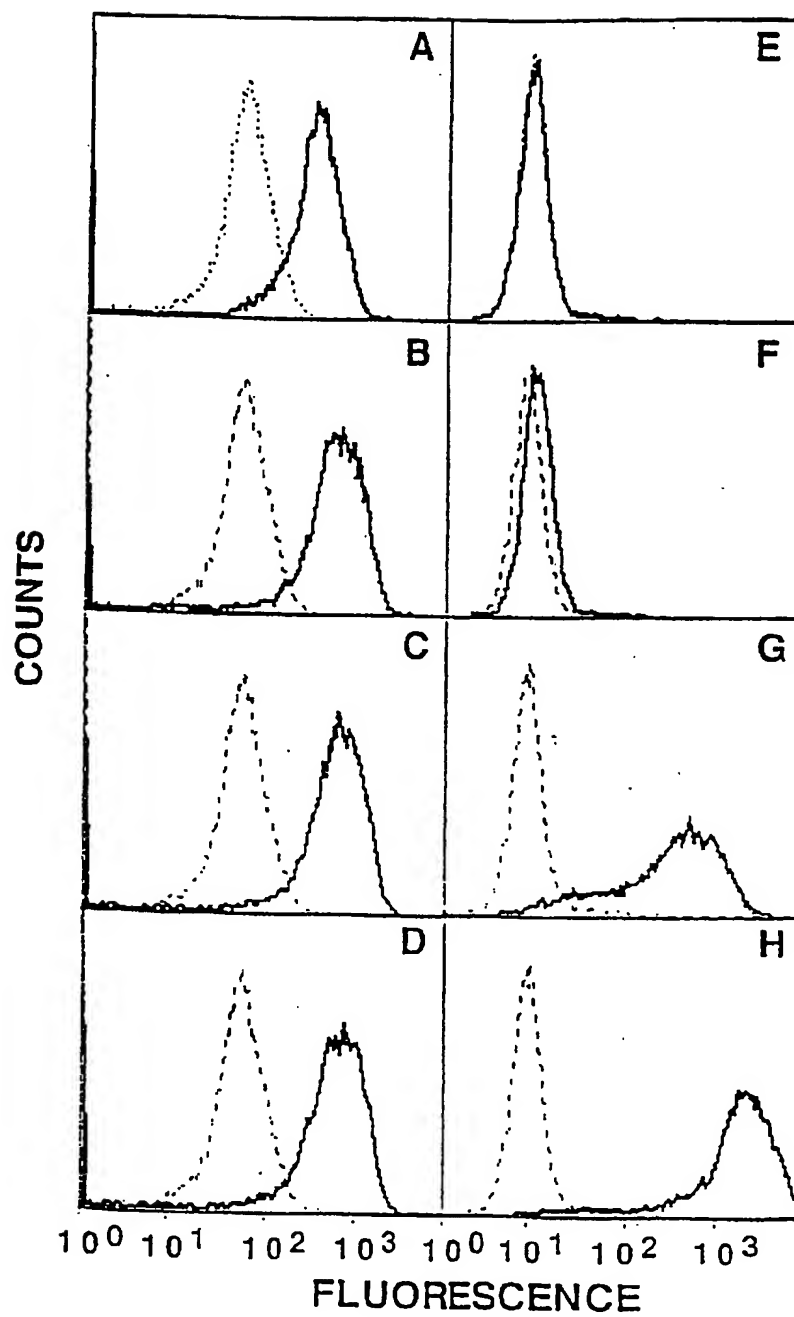 A E
B F
C G
D H
COUNTS
10⁰ 10¹ 10² 10³ 10⁰ 10¹ 10² 10³
FLUORESCENCE